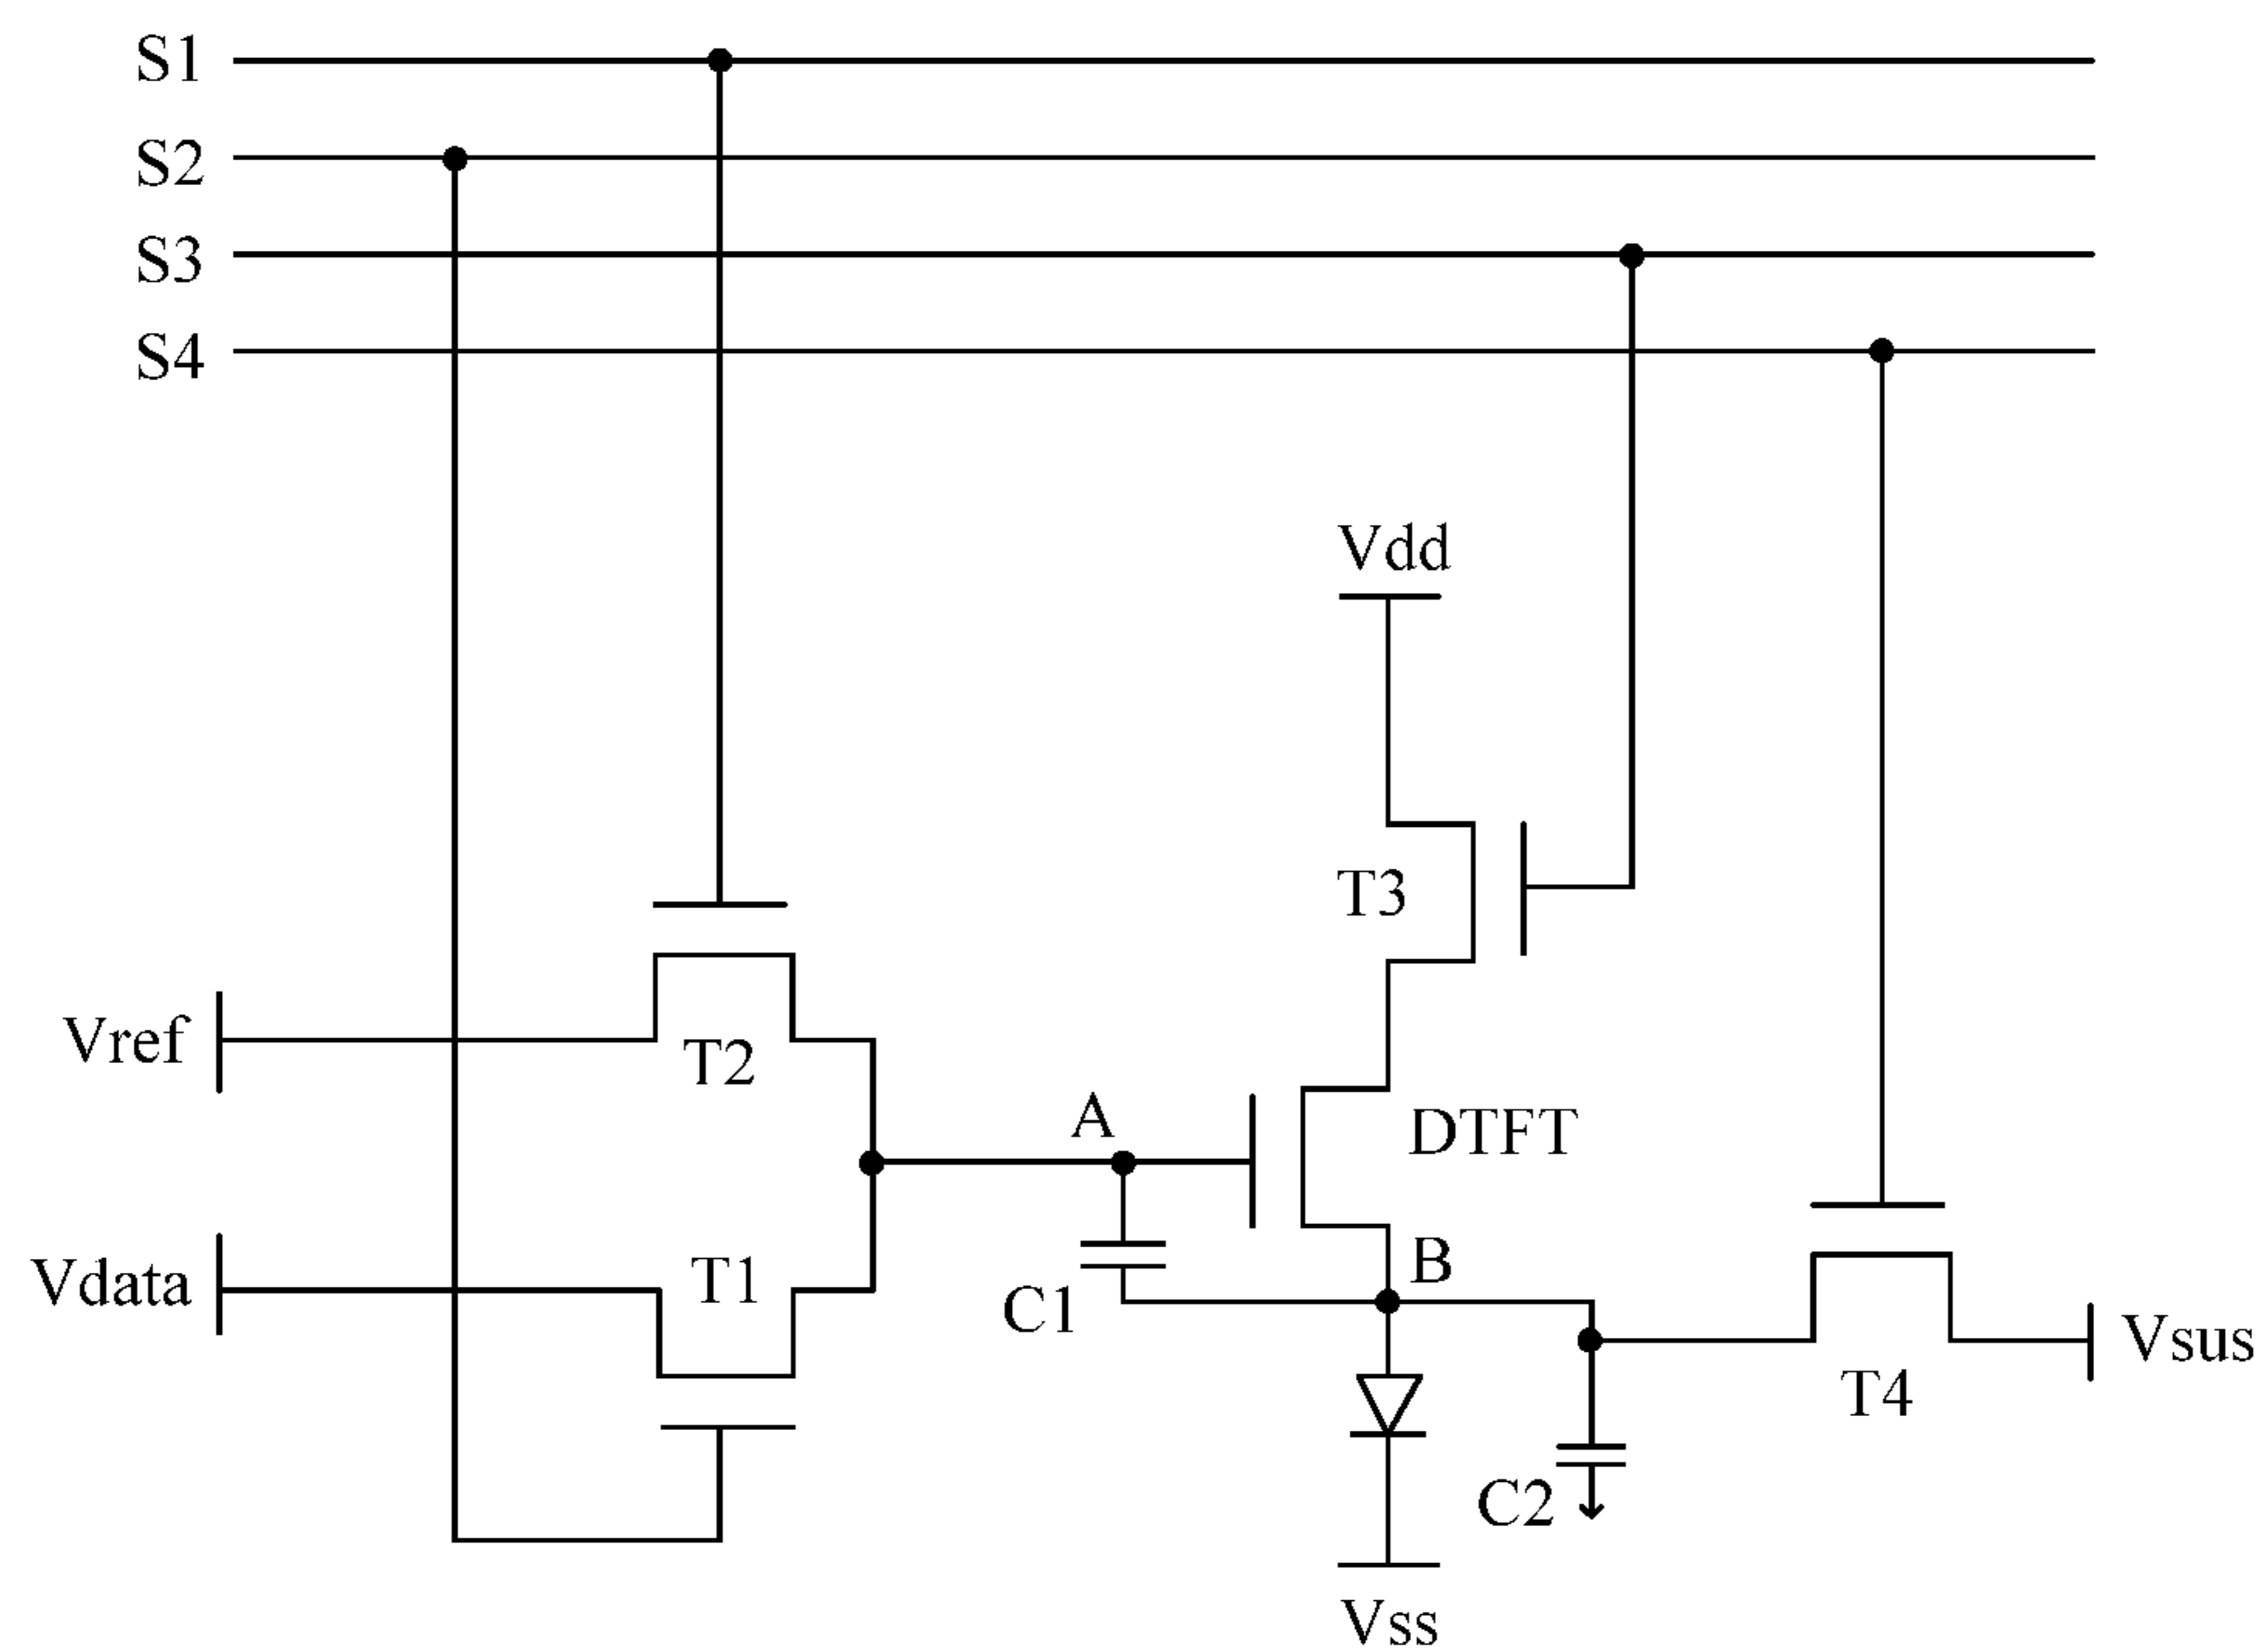 S1
S2
S3
S4
Vdd
T3
Vref
T2
A
DTFT
Vdata
T1
B
C1
Vsus
T4
C2
Vss